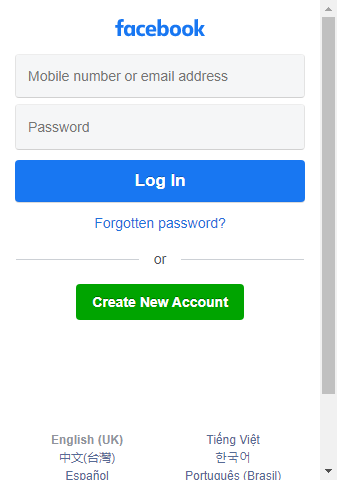 facebook
Mobile number or email address
Password
Log In
Forgotten password?
or
Create New Account
English (UK)
Tiếng Việt
中文(台灣)
한국어
Español
Português (Brasil)